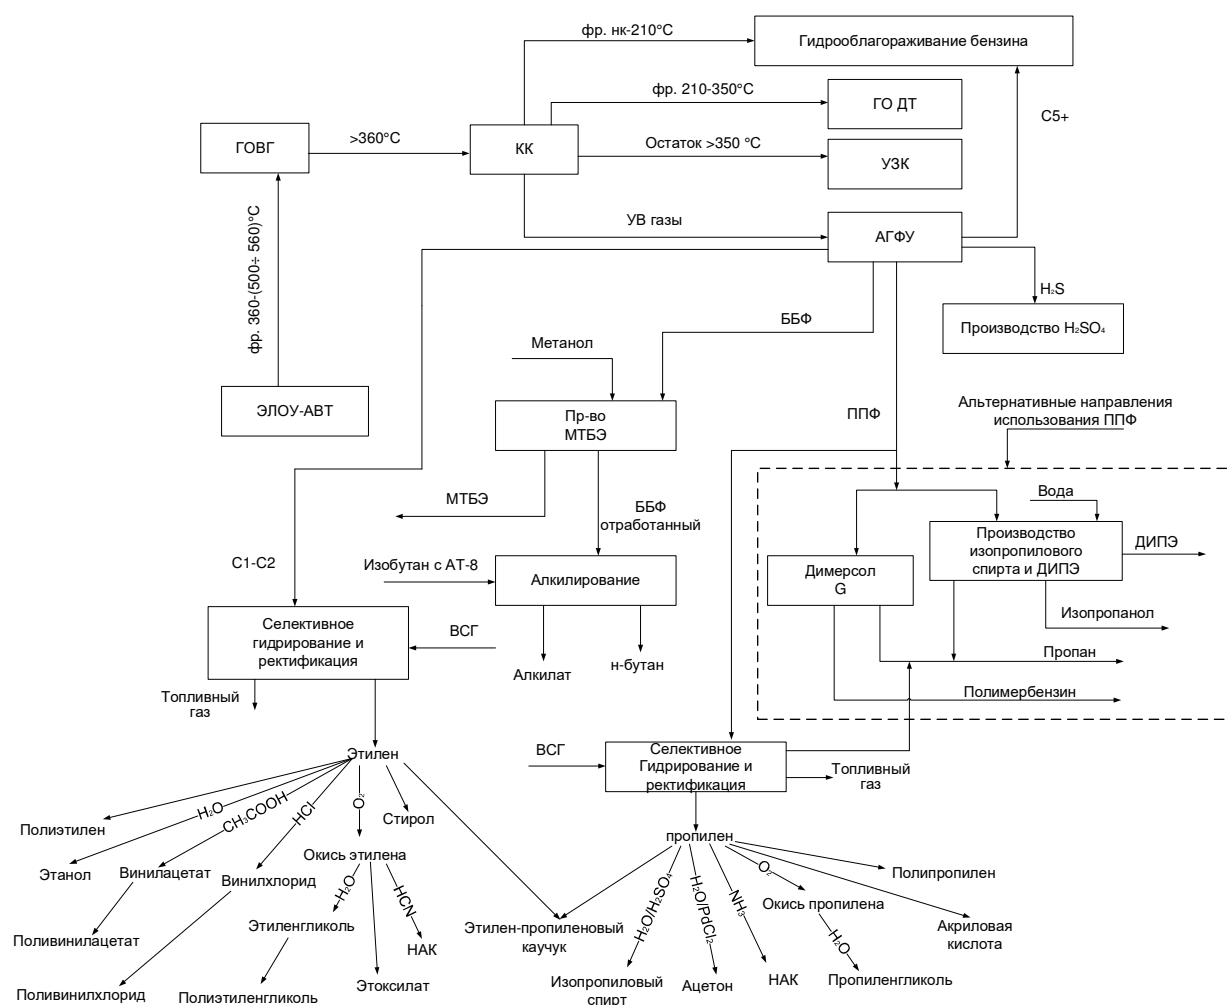 фр. нк-210°С
Гидрооблагораживание бензина
фр. 210-350°С
ГО ДТ
С5+
ГОВГ
>360°С
КК
Остаток >350 °С
УЗК
УВ газы
АГФУ
фр. 360-(500÷ 560)°С
H₂S
ББФ
Производство H₂SO₄
Метанол
ЭЛОУ-АВТ
Пр-во
МТБЭ
ППФ
Альтернативные направления
использования ППФ
МТБЭ
ББФ
отработанный
Вода
Производство
изопропилового
спирта и ДИПЭ
ДИПЭ
С1-С2
Изобутан с АТ-8
Алкилирование
Димерсол
G
Изопропанол
Селективное
гидрирование и
ректификация
ВСГ
Алкилат
н-бутан
Пропан
Топливный
газ
Полимербензин
ВСГ
Селективное
Гидрирование и
ректификация
Топливный
газ
Этилен
H₂O
CH₃COOH
HCl
O₂
Стирол
Полиэтилен
Этанол
Винилацетат
Винилхлорид
Окись этилена
пропилен
Полипропилен
O₂
H₂O/H₂SO₄
H₂O/PdCl₂
NH₃
Окись пропилена
Акриловая
кислота
H₂O
HCN
H₂O
Этиленгликоль
НАК
Этилен-пропиленовый
каучук
Поливинилацетат
Поливинилхлорид
Полиэтиленгликоль
Этоксилат
Изопропиловый
спирт
Ацетон
НАК
Пропиленгликоль